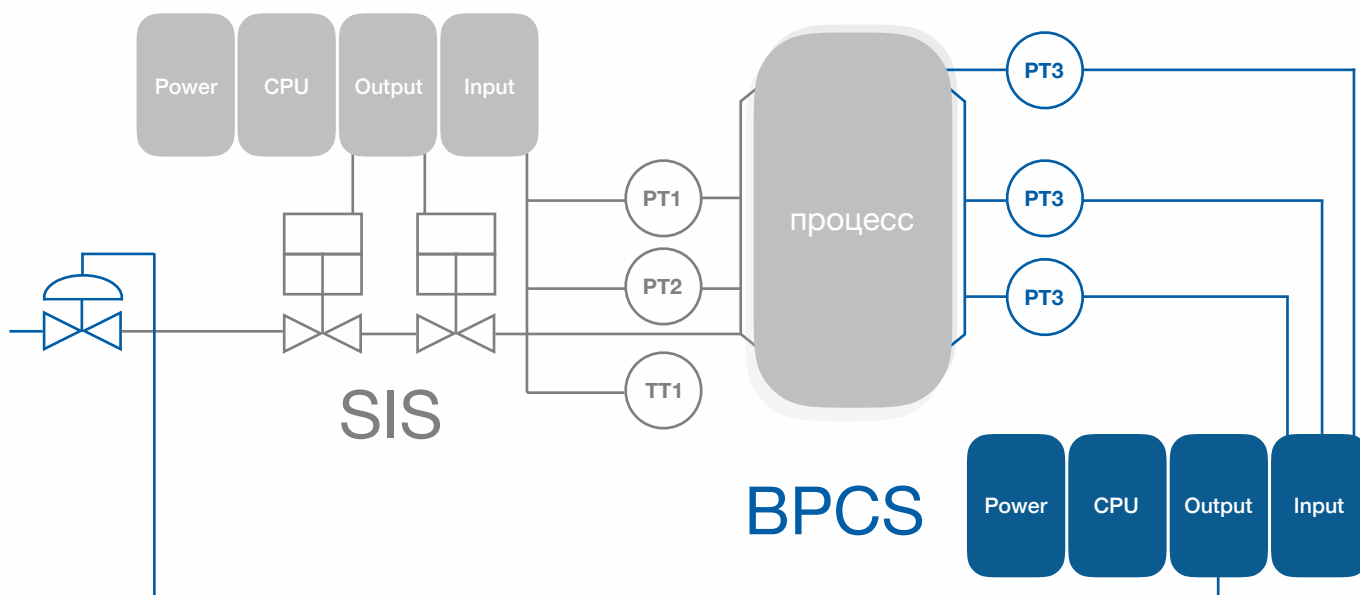 Power
CPU
Output
Input
PT3
PT1
PT3
процесс
PT2
PT3
TT1
SIS
BPCS
Power
CPU
Output
Input